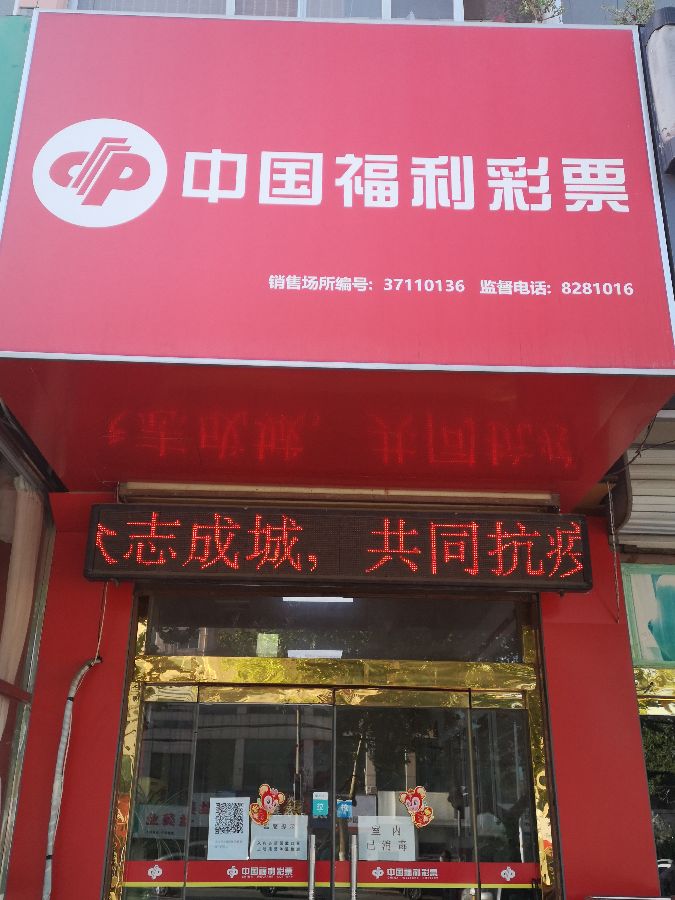 中国福利彩票
销售场所编号：37110136 监督电话：8281016
志成城，共同抗疫
室内
已消毒
中国福利彩票 中国福利彩票